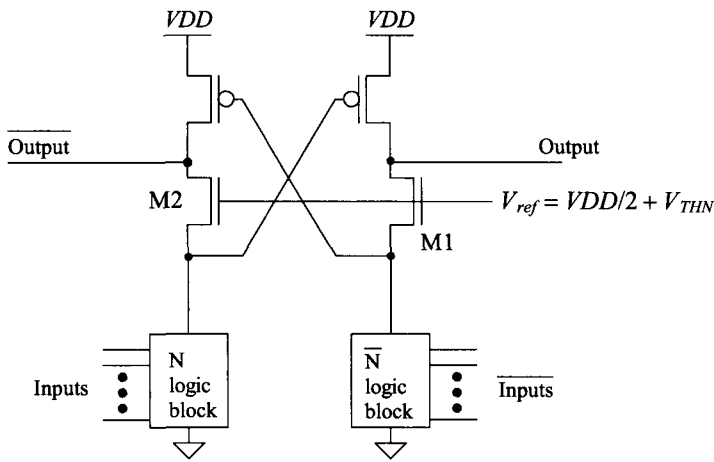 VDD VDD
Output Output
M2 V_ref = VDD/2 + V_THN
M1
N logic block
N logic block
Inputs Inputs